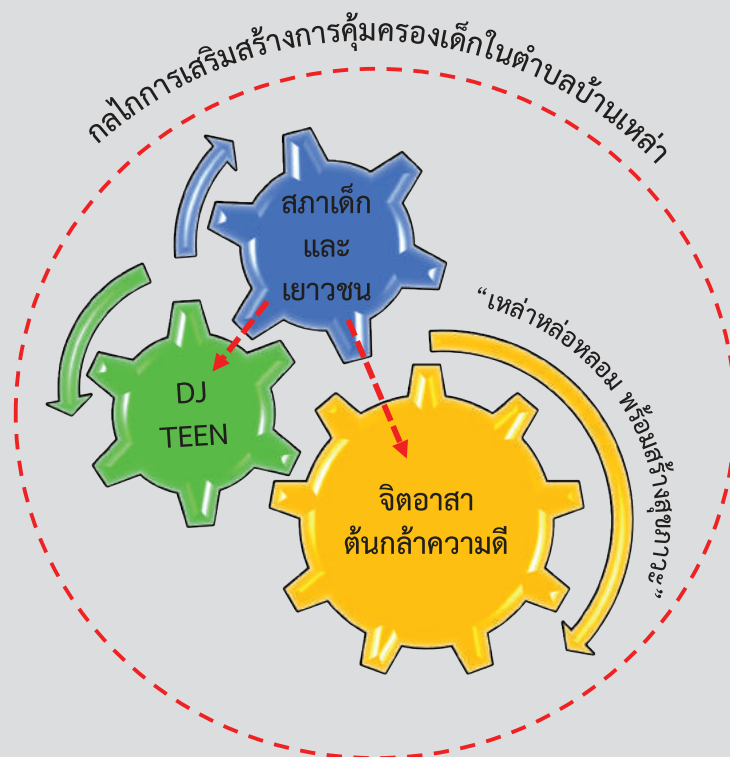 กลไกการเสริมสร้างการคุ้มครองเด็กในตำบลบ้านเหล่า
สภาเด็ก
และ
เยาวชน
DJ
TEEN
จิตอาสา
ต้นกล้าความดี
“เหล่าหล่อหลอม พร้อมสร้างสุขภาวะ”